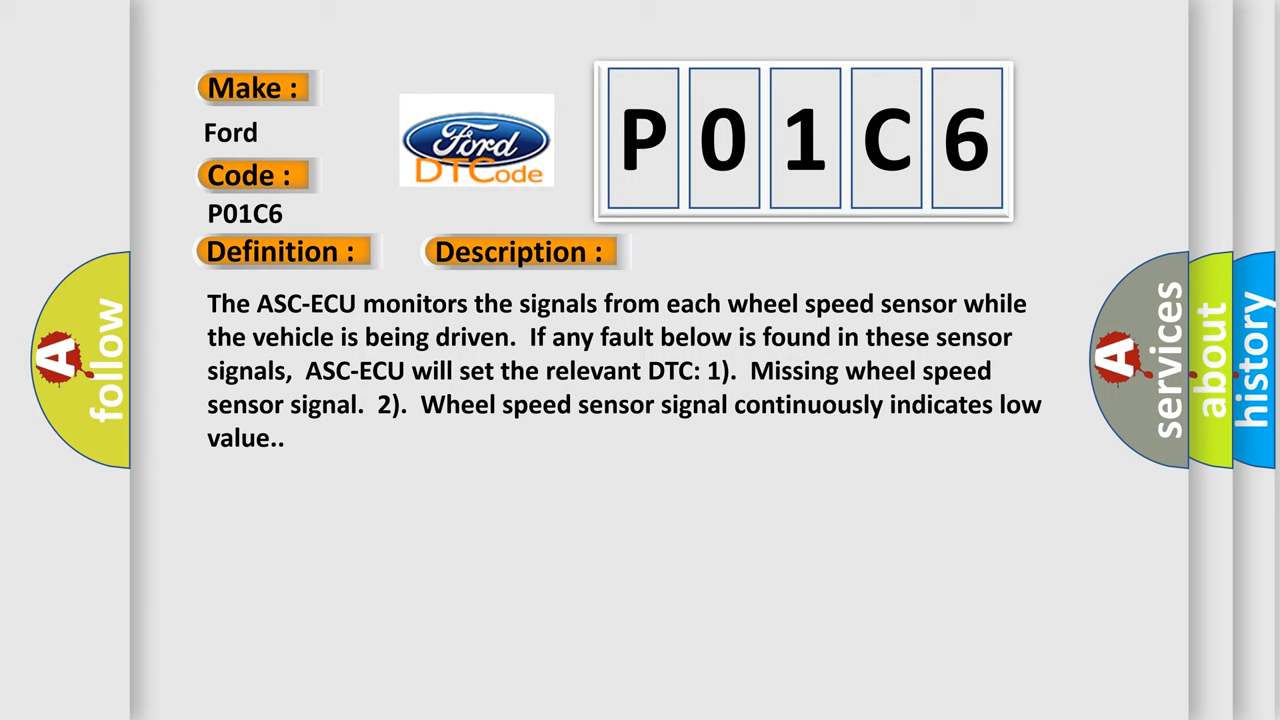 Make :
Ford
Ford
DTCode
P 0 1 C 6
Code :
P01C6
Definition :
Description :
The ASC-ECU monitors the signals from each wheel speed sensor while
the vehicle is being driven  If any fault below is found in these sensor
signals,  ASC-ECU will set the relevant DTC: 1)  Missing wheel speed
sensor signal.  2)  Wheel speed sensor signal continuously indicates low
value..
A follow
A services
about
history